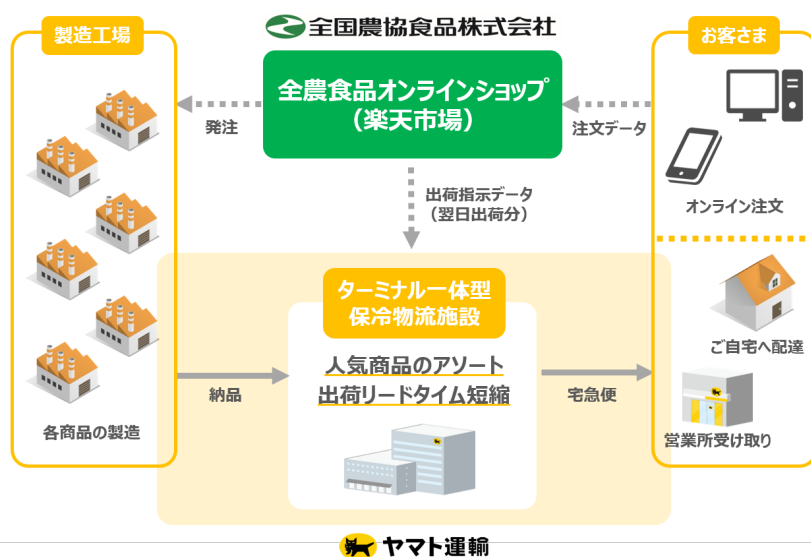 全国農協食品株式会社
製造工場
全農食品オンラインショップ
（楽天市場）
お客さま
発注
注文データ
出荷指示データ
（翌日出荷分）
オンライン注文
ターミナル一体型
保冷物流施設
人気商品のアソート
出荷リードタイム短縮
納品
宅急便
各商品の製造
ご自宅へ配達
営業所受け取り
ヤマト運輸